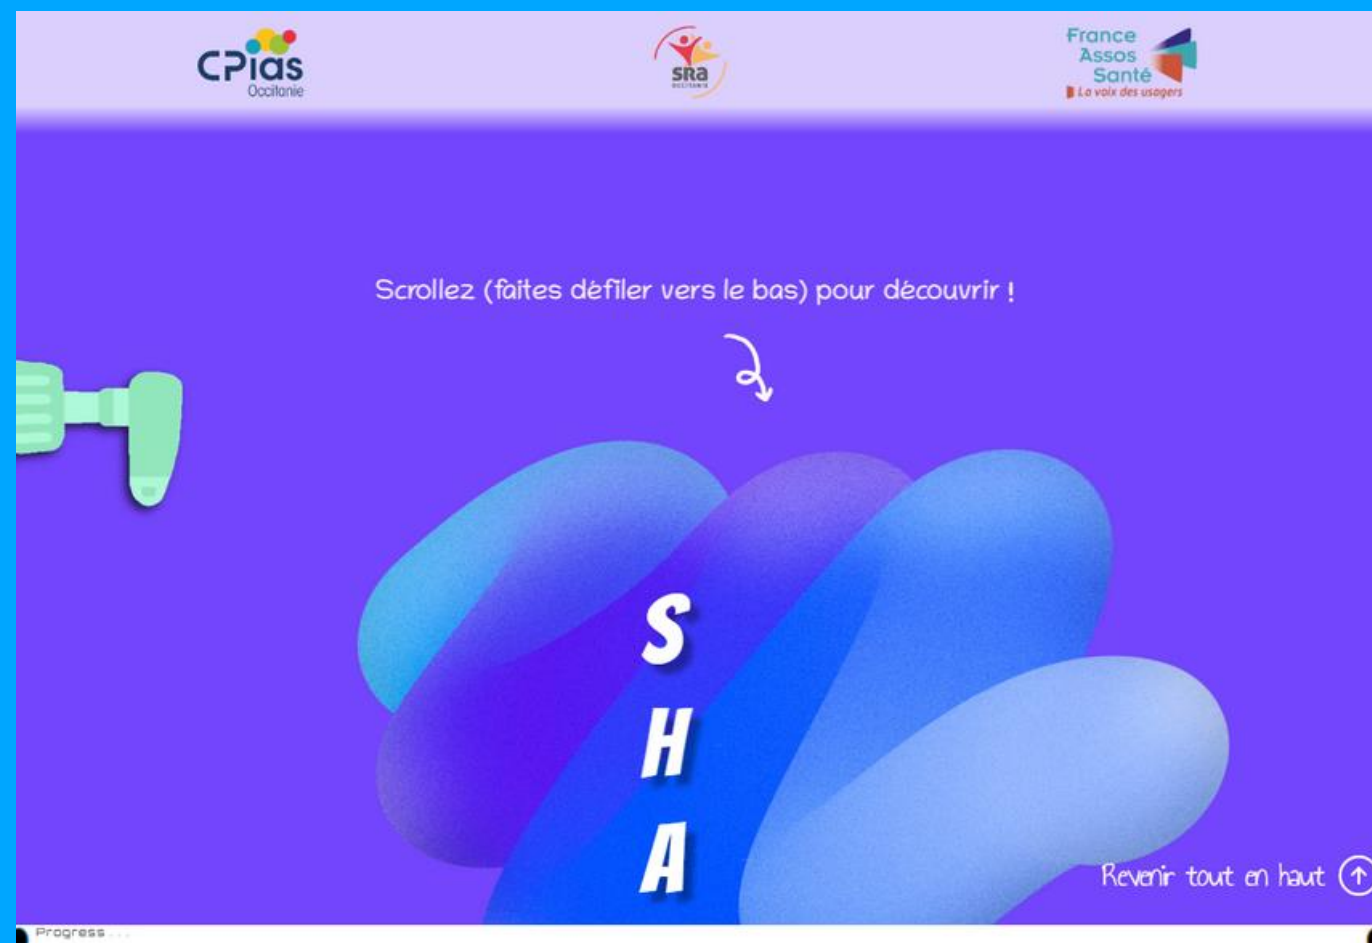 CPias
Occitanie
sRa
OCCITANIE
France
Assos
Santé
La voix des usagers
Scrollez (faites défiler vers le bas) pour découvrir !
S
H
A
Revenir tout en haut
Progress...